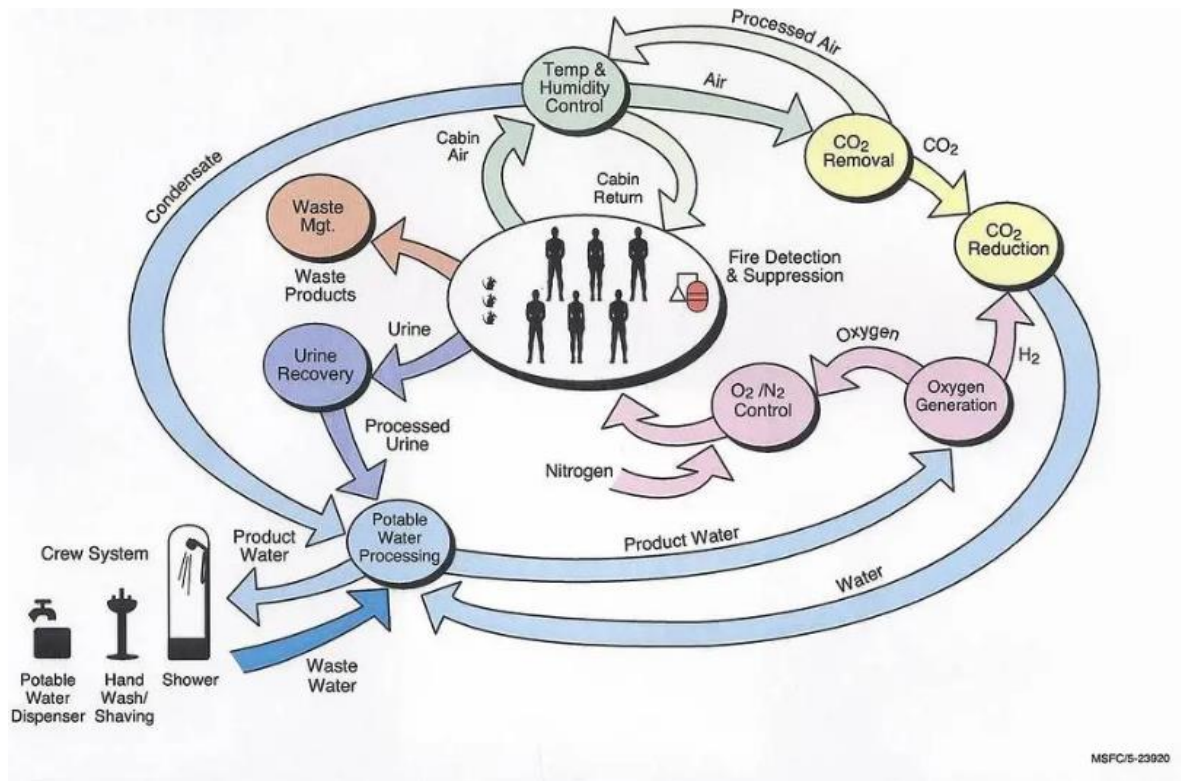 Processed Air
Temp &
Humidity
Control
Air
Cabin
Air
CO2
Removal
CO2
Condensate
Cabin
Return
Waste
Mgt.
CO2
Reduction
Fire Detection
& Suppression
Waste
Products
Urine
Oxygen
H2
Urine
Recovery
O2 /N2
Control
Oxygen
Generation
Processed
Urine
Nitrogen
Potable
Water
Processing
Product
Water
Product Water
Crew System
Water
Waste
Water
Potable
Water
Dispenser
Hand
Wash/
Shaving
Shower
MSFC/5-23920